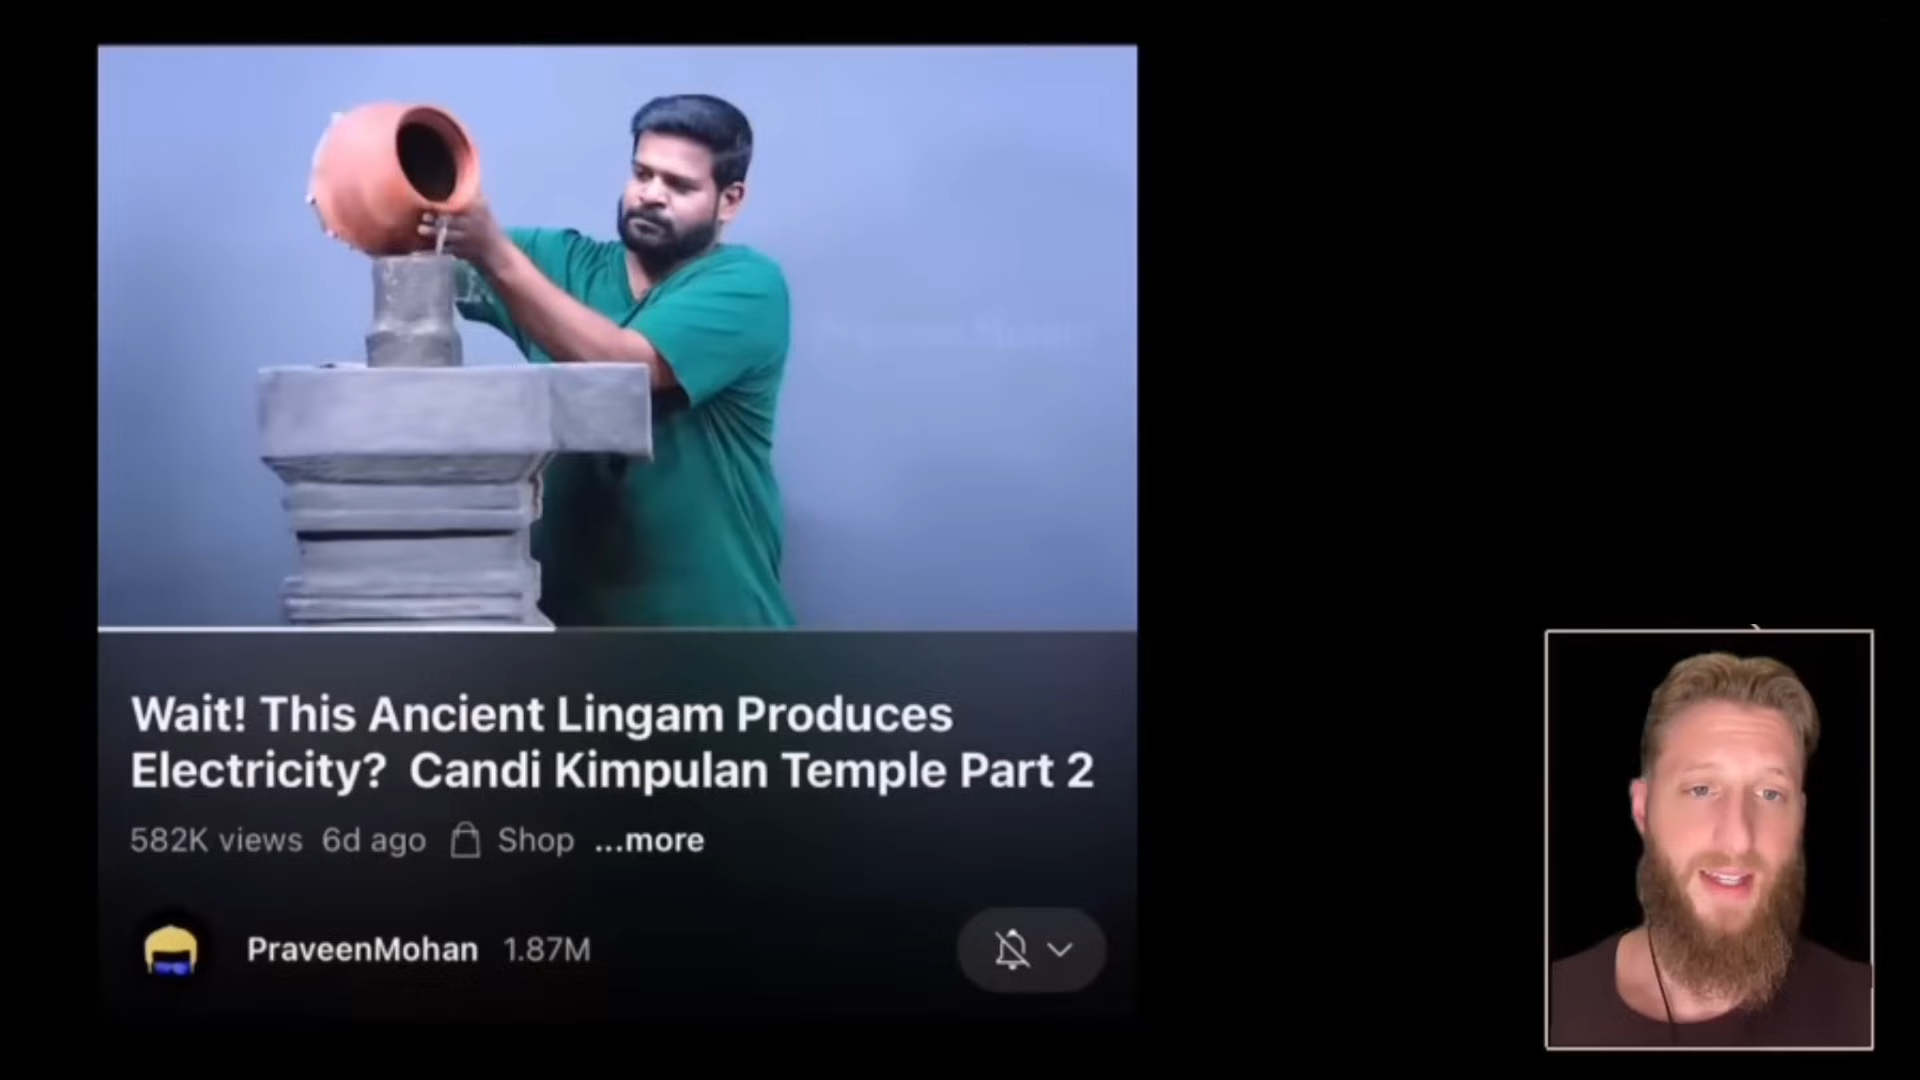 Wait! This Ancient Lingam Produces
Electricity? Candi Kimpulan Temple Part 2
582K views 6d ago Shop ...more
PraveenMohan 1.87M